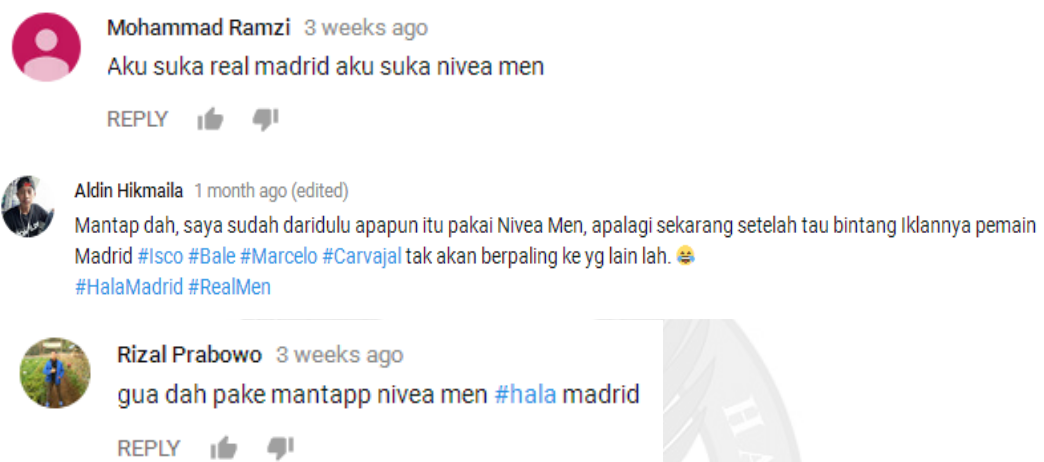 Mohammad Ramzi 3 weeks ago
Aku suka real madrid aku suka nivea men
REPLY
Aldin Hikmaila 1 month ago (edited)
Mantap dah, saya sudah daridulu apapun itu pakai Nivea Men, apalagi sekarang setelah tau bintang Iklannya pemain
Madrid #Isco #Bale #Marcelo #Carvajal tak akan berpaling ke yg lain lah. 😂
#HalaMadrid #RealMen
Rizal Prabowo 3 weeks ago
gua dah pake mantapp nivea men #hala madrid
REPLY